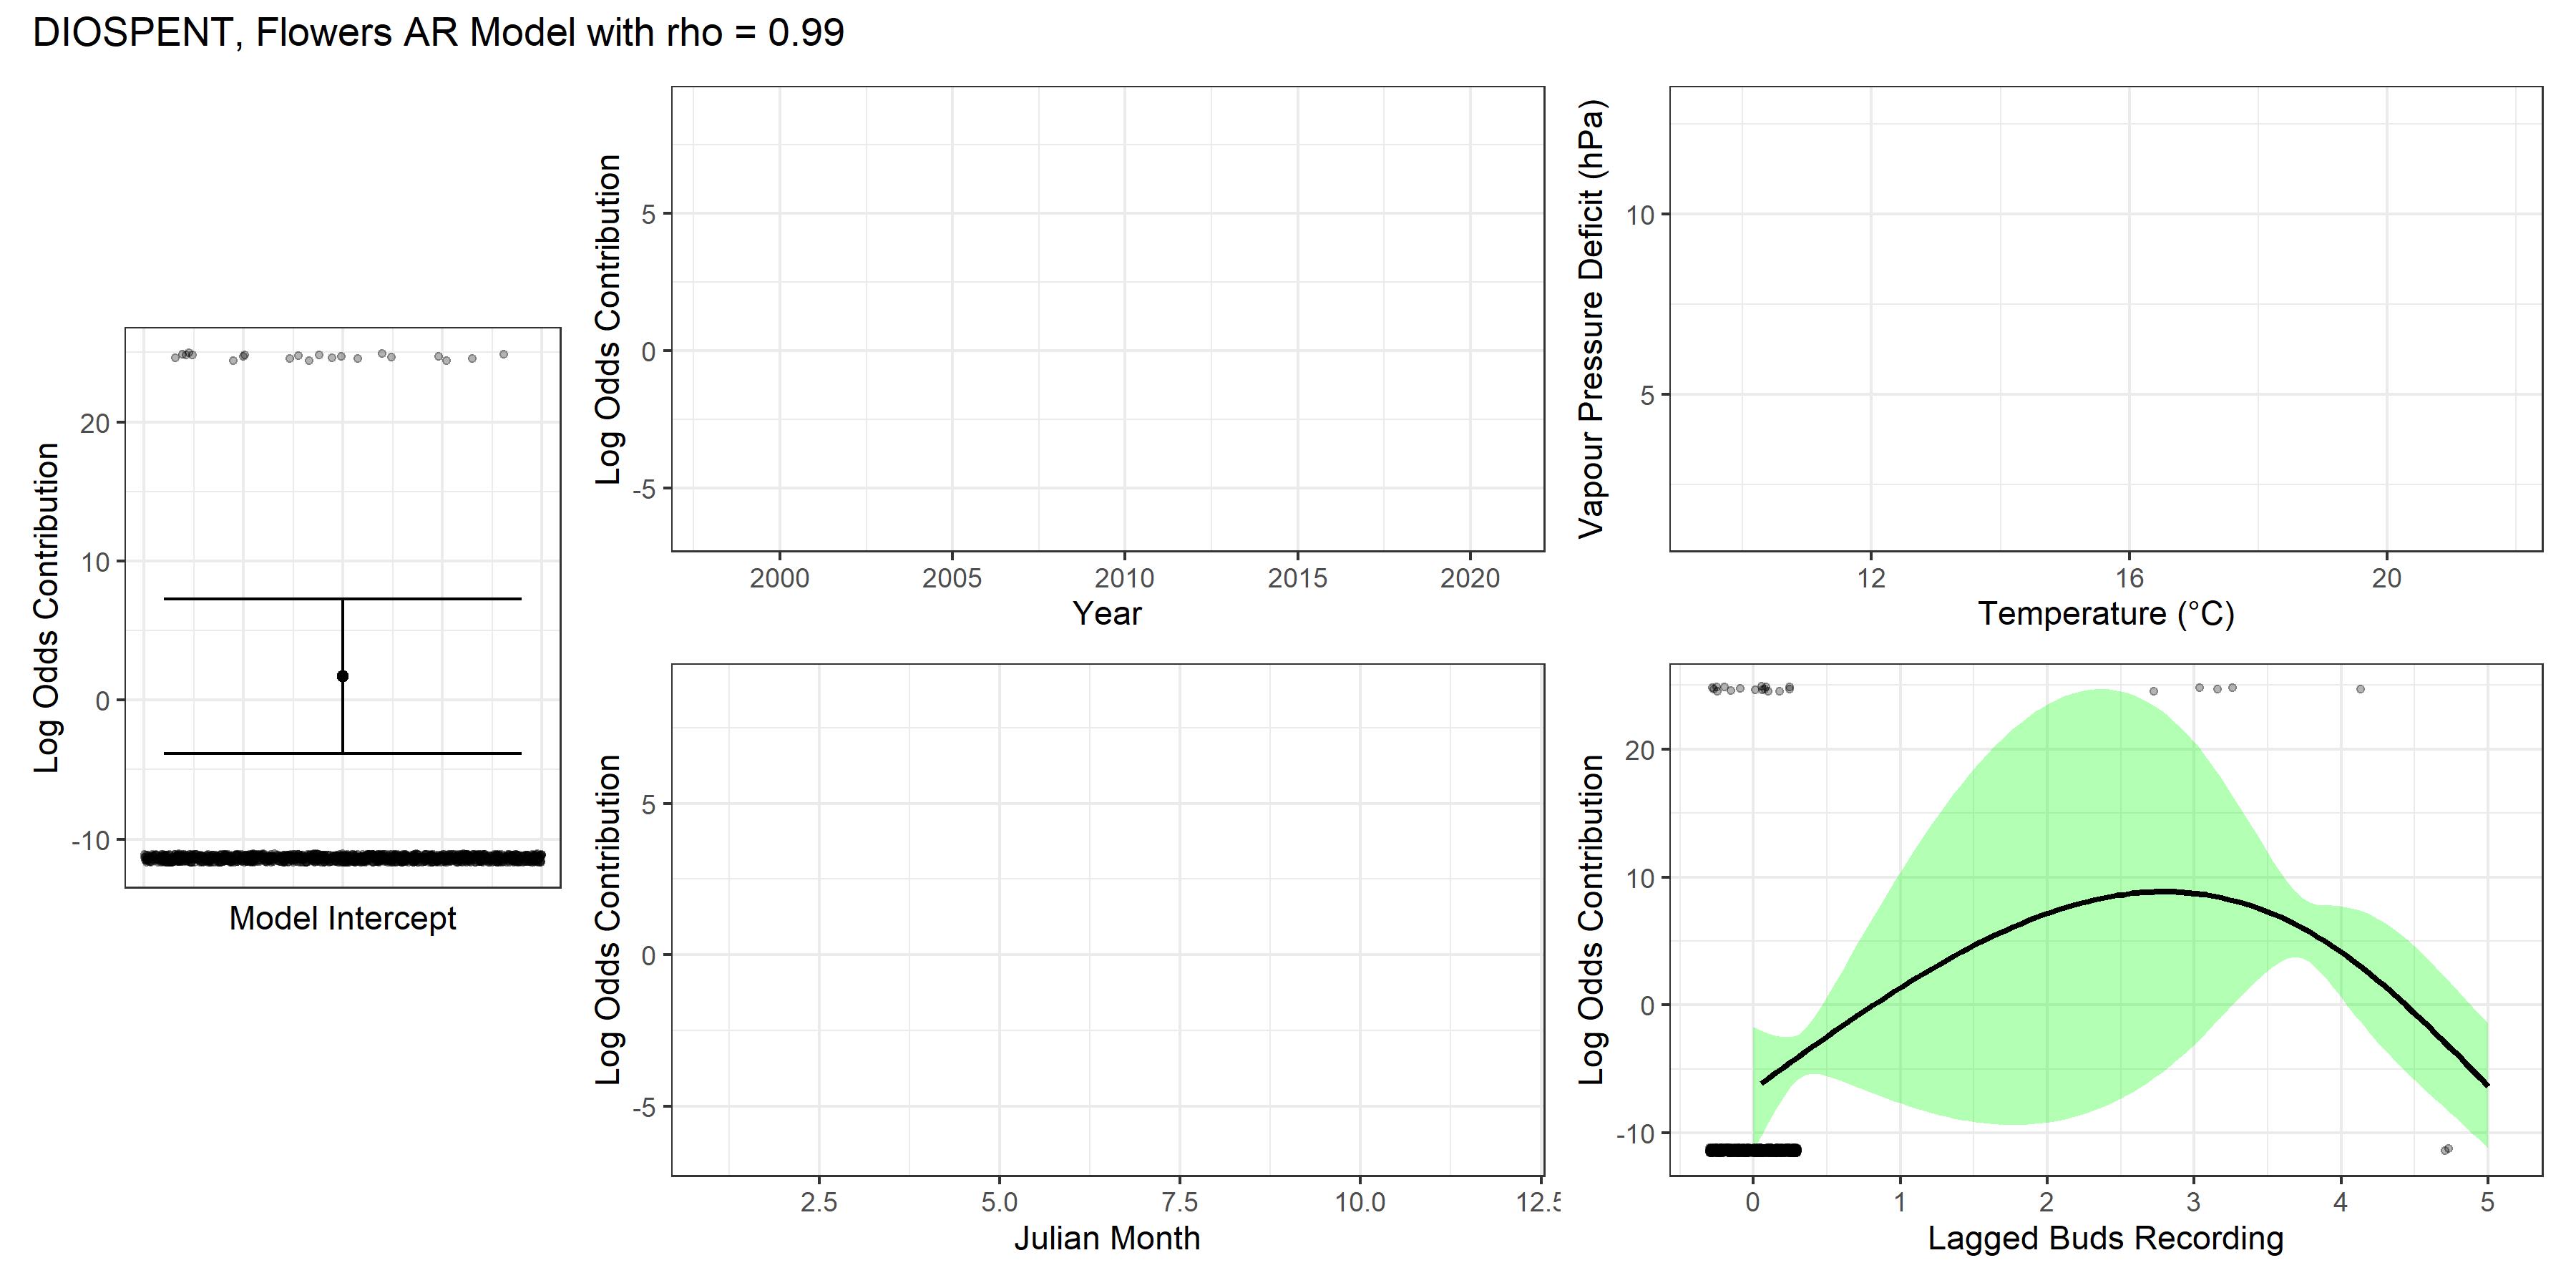 DIOSPENT, Flowers AR Model with rho = 0.99
Log Odds Contribution
20
10
0
-10
Model Intercept
Log Odds Contribution
5
0
-5
2000 2005 2010 2015 2020
Year
Vapour Pressure Deficit (hPa)
10
5
12 16 20
Temperature (°C)
Log Odds Contribution
5
0
-5
2.5 5.0 7.5 10.0 12.5
Julian Month
Log Odds Contribution
20
10
0
-10
0 1 2 3 4 5
Lagged Buds Recording